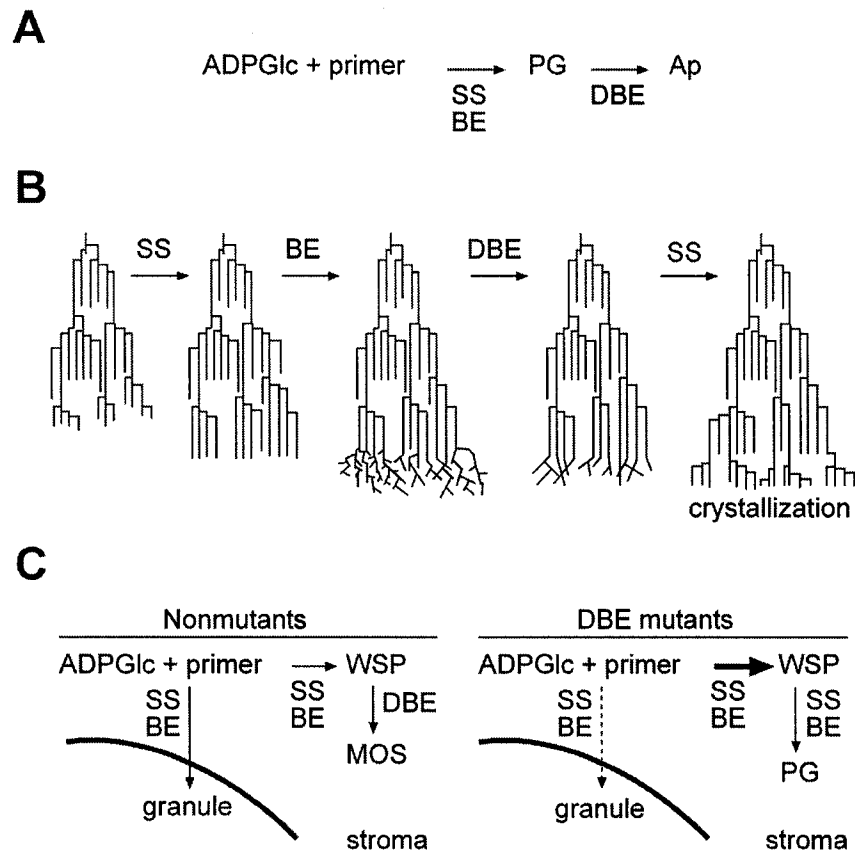 A
ADPGlc + primer
SS
BE
PG
DBE
Ap
B
SS
BE
DBE
SS
crystallization
C
Nonmutants
ADPGlc + primer
SS
BE
WSP
SS
BE
DBE
MOS
granule
stroma
DBE mutants
ADPGlc + primer
SS
BE
WSP
SS
BE
SS
BE
PG
granule
stroma